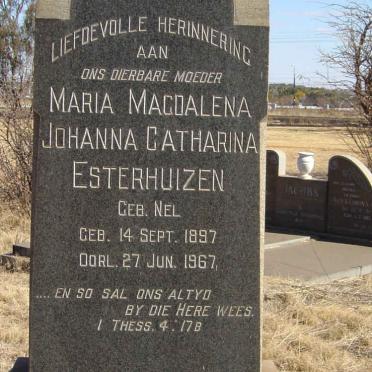 LIEFDEVOLLE HERINNERING
AAN
ONS DIERBARE MOEDER
MARIA MAGDALENA
JOHANNA CATHARINA
ESTERHUIZEN
GEB. NEL
GEB. 14 SEPT. 1897
OORL. 27 JUN. 1967,
.... EN SO SAL ONS ALTYD
BY DIE HERE WEES.
I THESS. 4: 17B
JACOBS